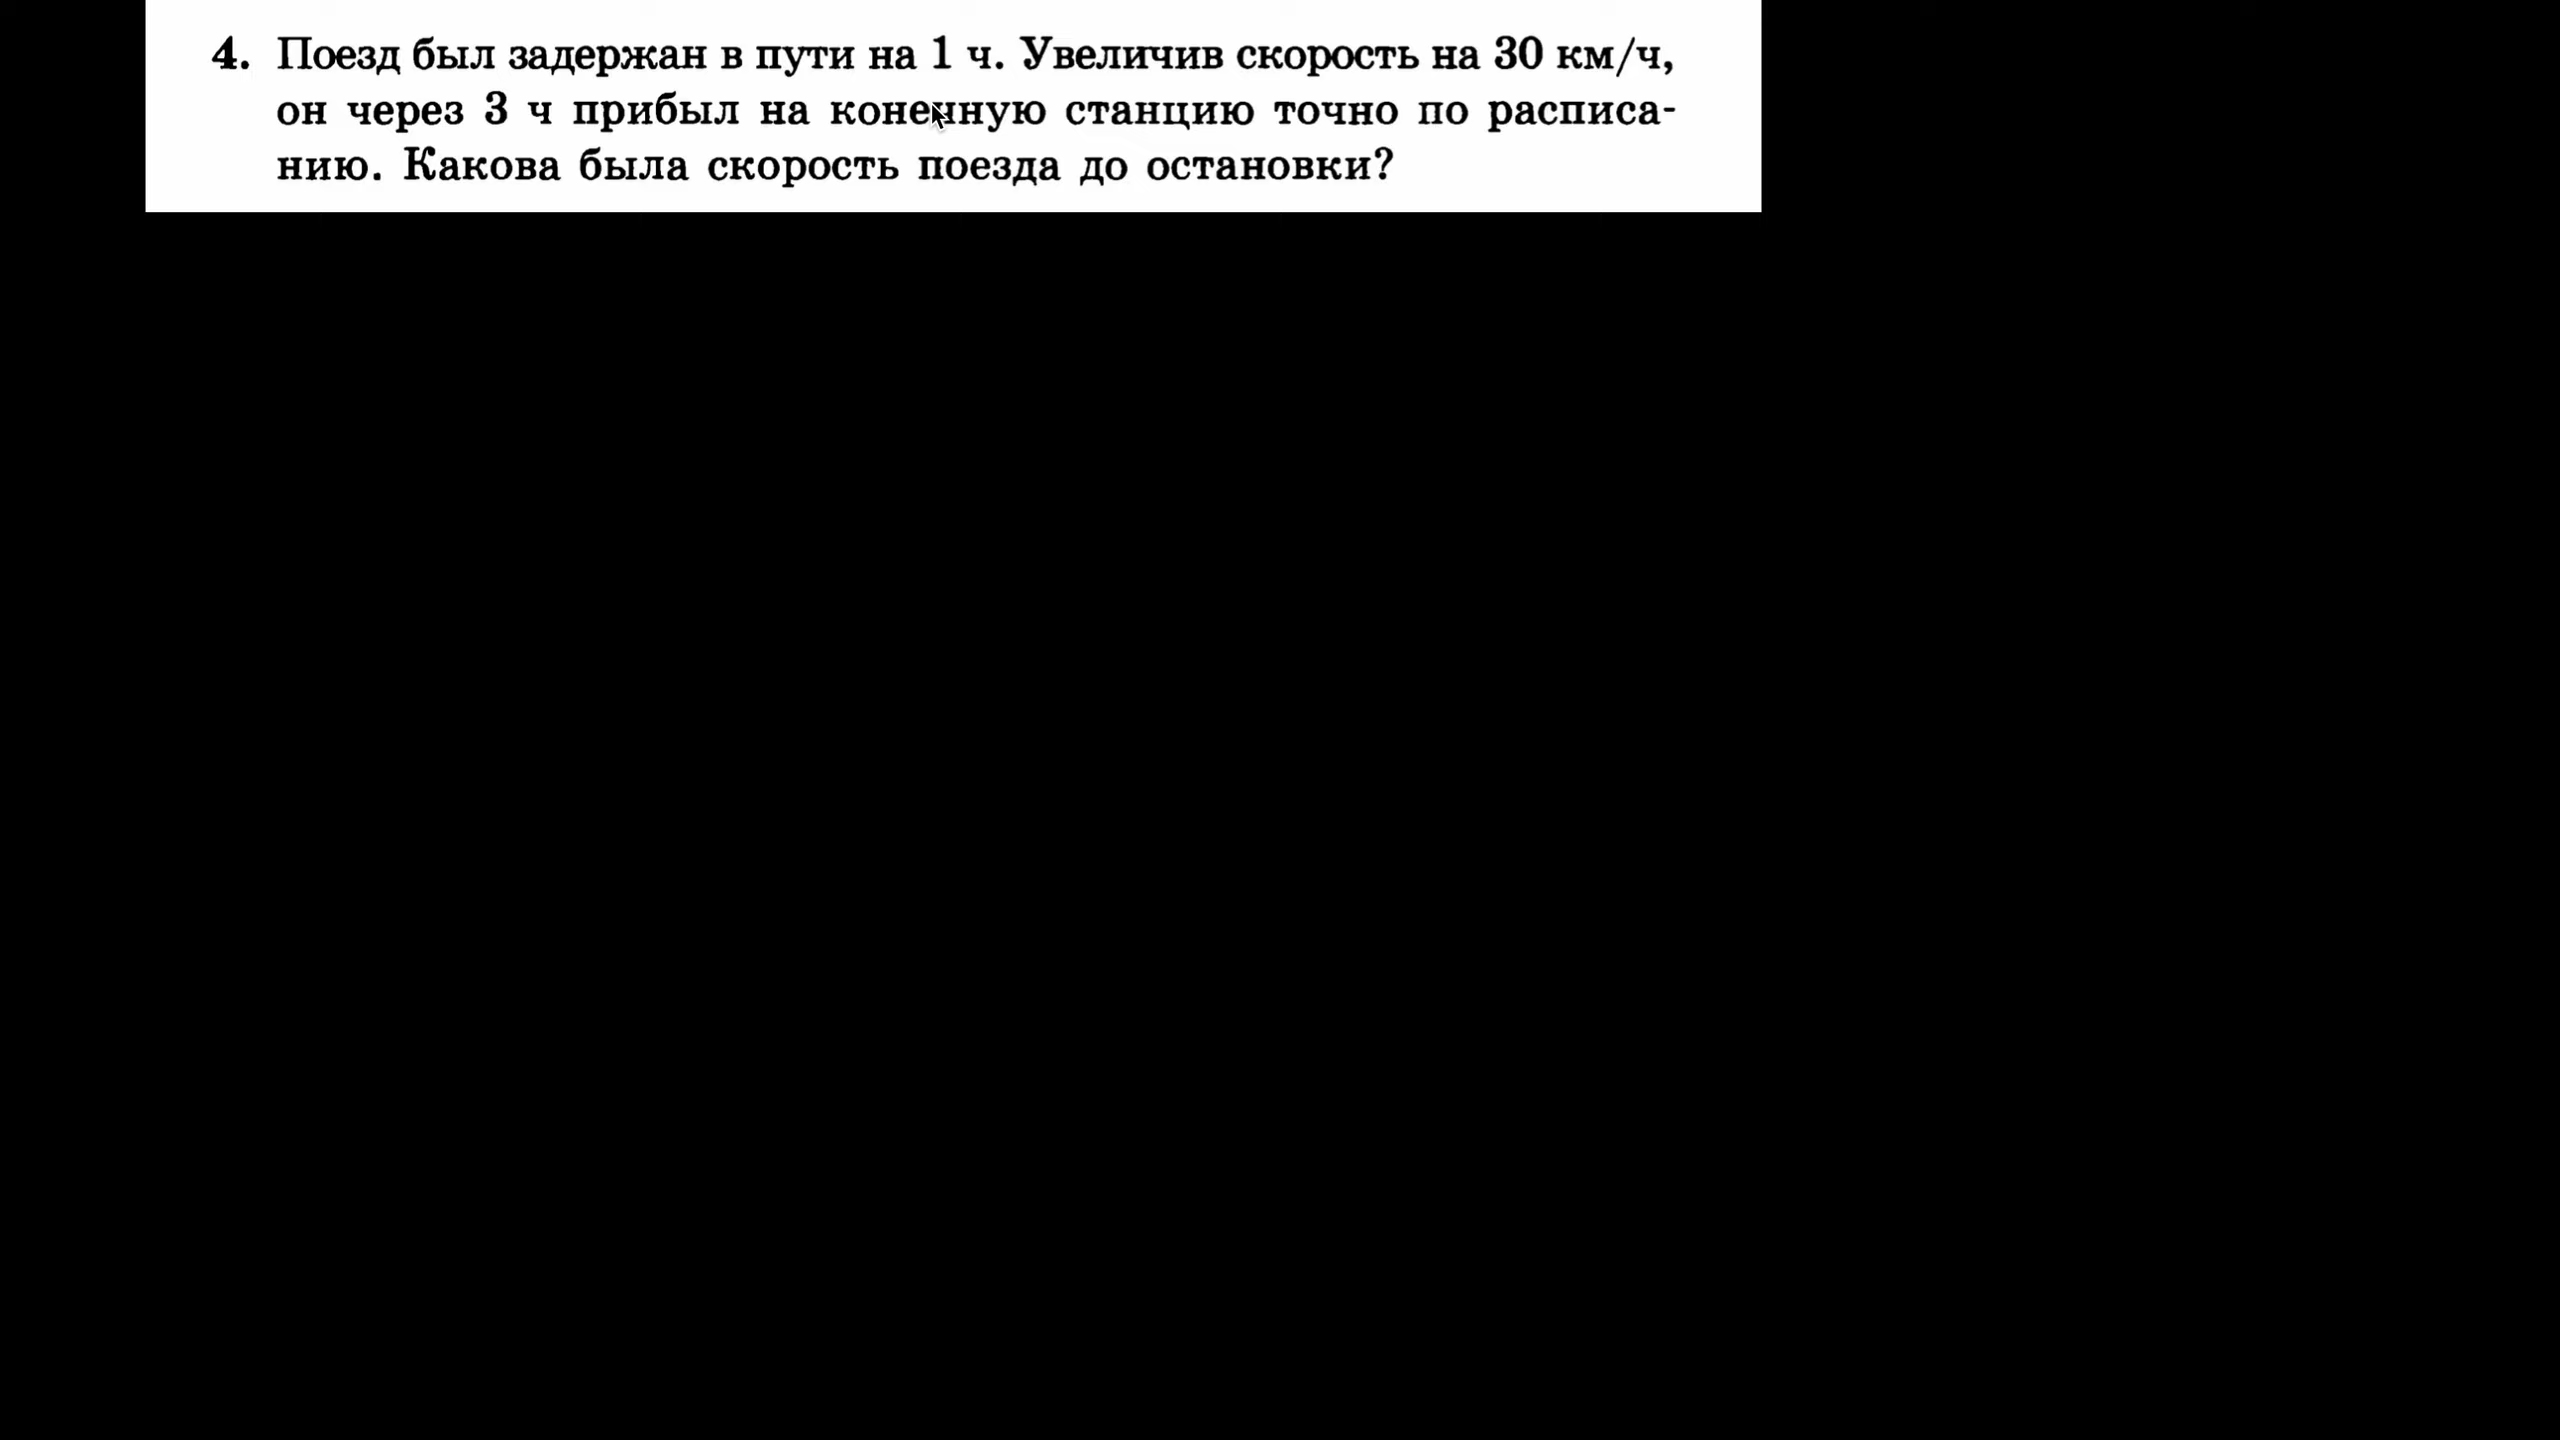 4. Поезд был задержан в пути на 1 ч. Увеличив скорость на 30 км/ч,
он через 3 ч прибыл на конечную станцию точно по расписа-
нию. Какова была скорость поезда до остановки?